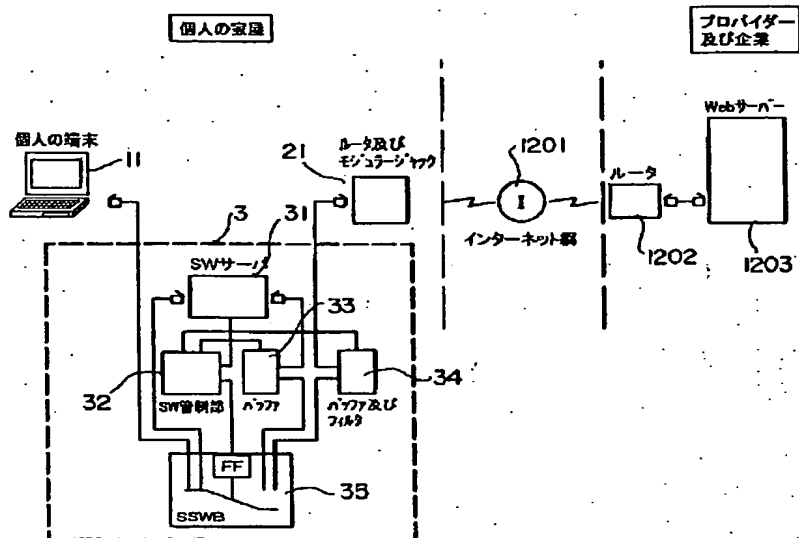 個人の家屋
プロバイダー
及び企業
個人の端末
11
ルータ及び
モジュラージャック
21
1201
I
インターネット網
ルータ
1202
Webサーバー
1203
3
31
SWサーバ
33
32
SW管制部
バッファ
バッファ及び
フィルタ
34
FF
SSWB
35